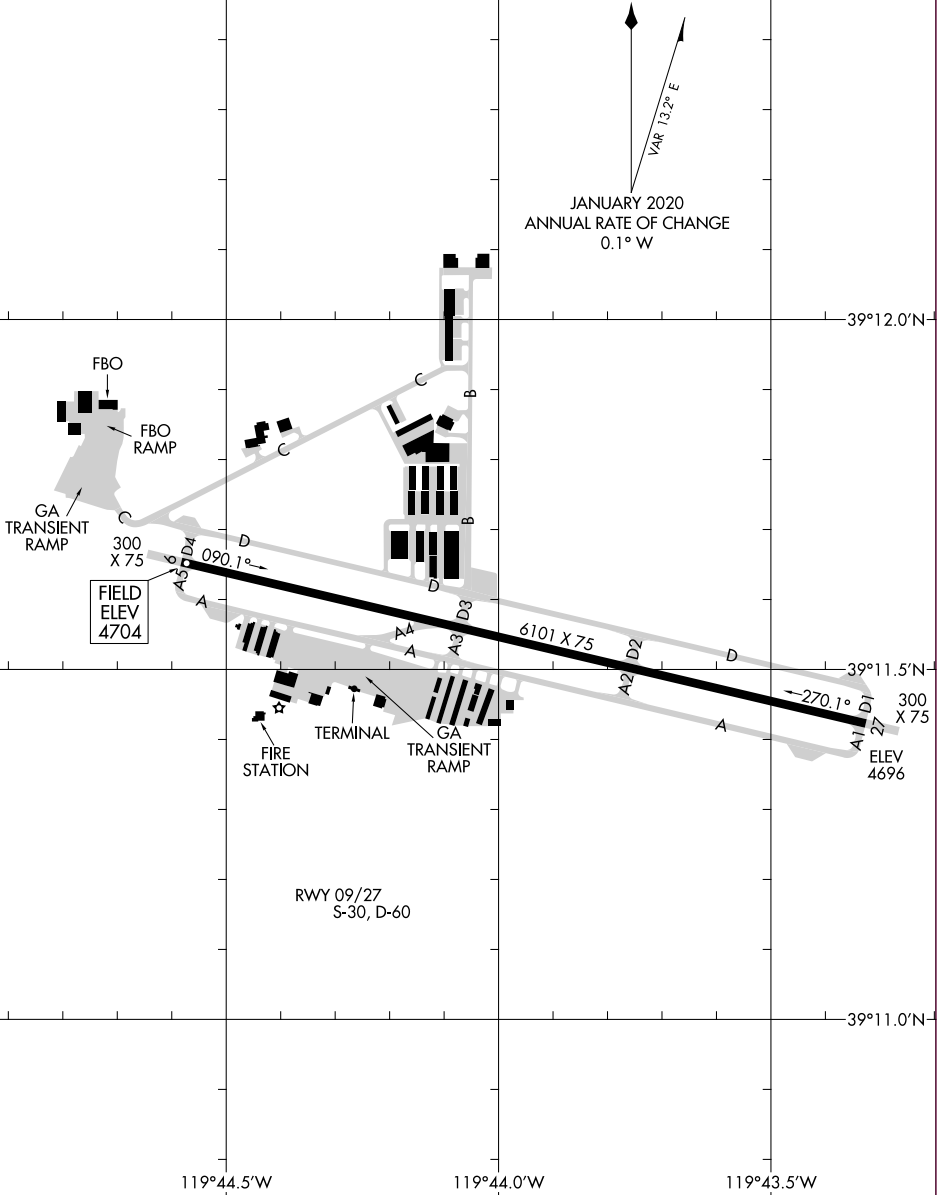 VAR 13.2° E
JANUARY 2020
ANNUAL RATE OF CHANGE
0.1° W
39°12.0'N
FBO
C
B
FBO
RAMP
C
GA
TRANSIENT
RAMP
C
B
300
X 75
D4
D
090.1°
9
A5
FIELD
ELEV
4704
A
D
D3
A4
A
A3
6101 X 75
D2
D
39°11.5'N
A2
270.1°
D1
300
X 75
27
A
A1
ELEV
4696
TERMINAL
GA
TRANSIENT
RAMP
FIRE
STATION
RWY 09/27
S-30, D-60
39°11.0'N
119°44.5'W
119°44.0'W
119°43.5'W